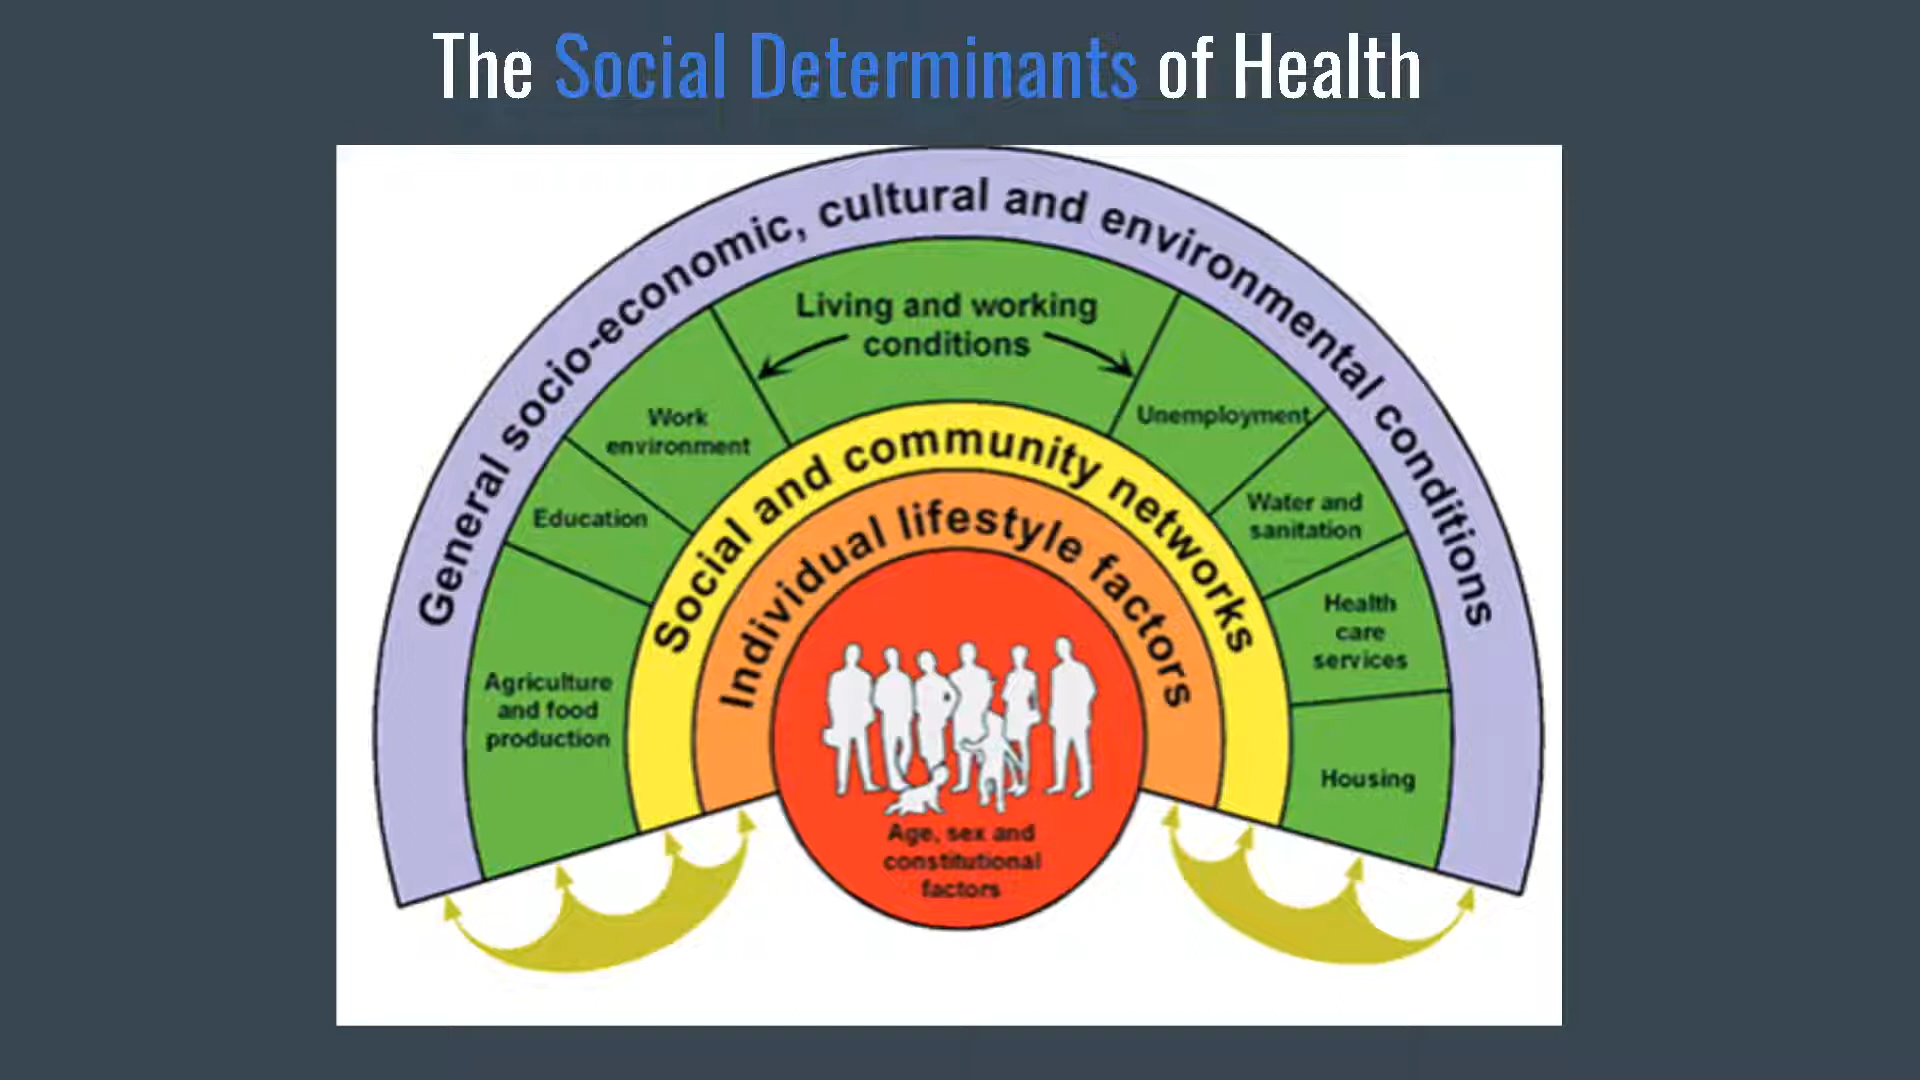 The Social Determinants of Health
General socio-economic, cultural and environmental conditions
Living and working
conditions
Work
environment
Education
Agriculture
and food
production
Unemployment
Water and
sanitation
Health
care
services
Housing
Social and community networks
Individual lifestyle factors
Age, sex and
constitutional
factors